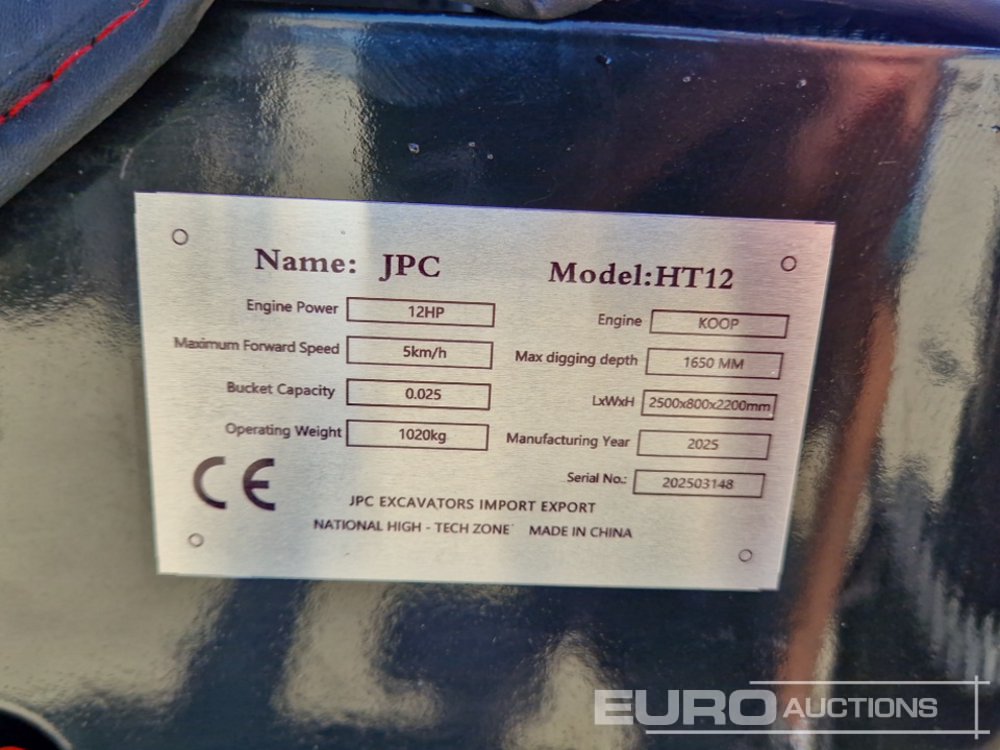 Name: JPC Model:HT12
Engine Power 12HP Engine KOOP
Maximum Forward Speed 5km/h Max digging depth 1650 MM
Bucket Capacity 0.025 LxWxH 2500x800x2200mm
Operating Weight 1020kg Manufacturing Year 2025
Serial No.: 202503148
CE
JPC EXCAVATORS IMPORT EXPORT
NATIONAL HIGH - TECH ZONE MADE IN CHINA
EURO AUCTIONS